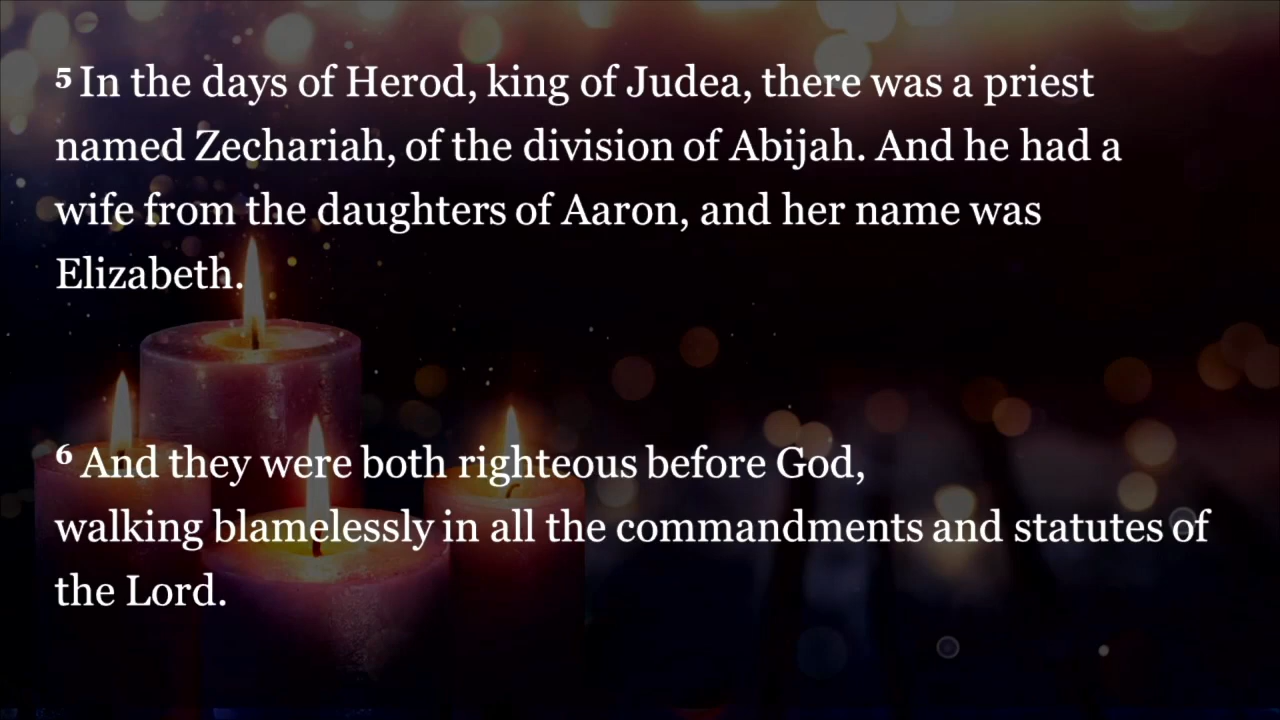 5 In the days of Herod, king of Judea, there was a priest
named Zechariah, of the division of Abijah. And he had a
wife from the daughters of Aaron, and her name was
Elizabeth.
6 And they were both righteous before God,
walking blamelessly in all the commandments and statutes of
the Lord.